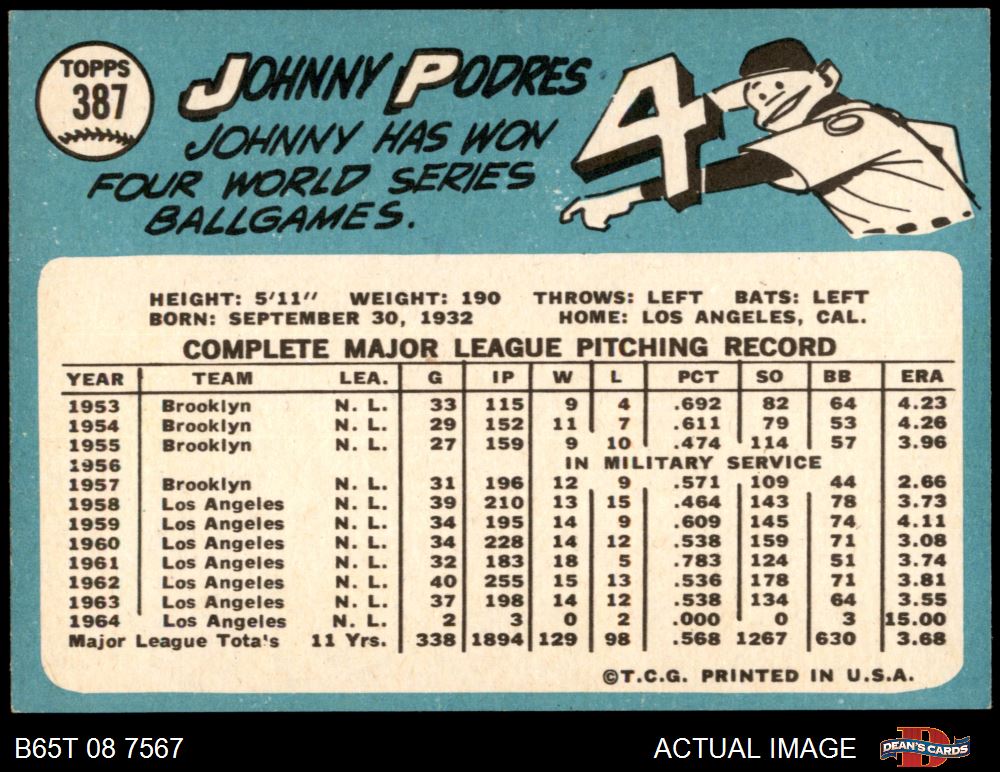 TOPPS
387
JOHNNY PODRES
JOHNNY HAS WON
FOUR WORLD SERIES
BALLGAMES.
4
HEIGHT: 5'11" WEIGHT: 190 THROWS: LEFT BATS: LEFT
BORN: SEPTEMBER 30, 1932 HOME: LOS ANGELES, CAL.
COMPLETE MAJOR LEAGUE PITCHING RECORD
YEAR TEAM LEA. G IP W L PCT SO BB ERA
1953 Brooklyn N. L. 33 115 9 4 .692 82 64 4.23
1954 Brooklyn N. L. 29 152 11 7 .611 79 53 4.26
1955 Brooklyn N. L. 27 159 9 10 .474 114 57 3.96
1956 IN MILITARY SERVICE
1957 Brooklyn N. L. 31 196 12 9 .571 109 44 2.66
1958 Los Angeles N. L. 39 210 13 15 .464 143 78 3.73
1959 Los Angeles N. L. 34 195 14 9 .609 145 74 4.11
1960 Los Angeles N. L. 34 228 14 12 .538 159 71 3.08
1961 Los Angeles N. L. 32 183 18 5 .783 124 51 3.74
1962 Los Angeles N. L. 40 255 15 13 .536 178 71 3.81
1963 Los Angeles N. L. 37 198 14 12 .538 134 64 3.55
1964 Los Angeles N. L. 2 3 0 2 .000 0 3 15.00
Major League Tota's 11 Yrs. 338 1894 129 98 .568 1267 630 3.68
©T.C.G. PRINTED IN U.S.A.
B65T 08 7567 ACTUAL IMAGE DEAN'S CARDS